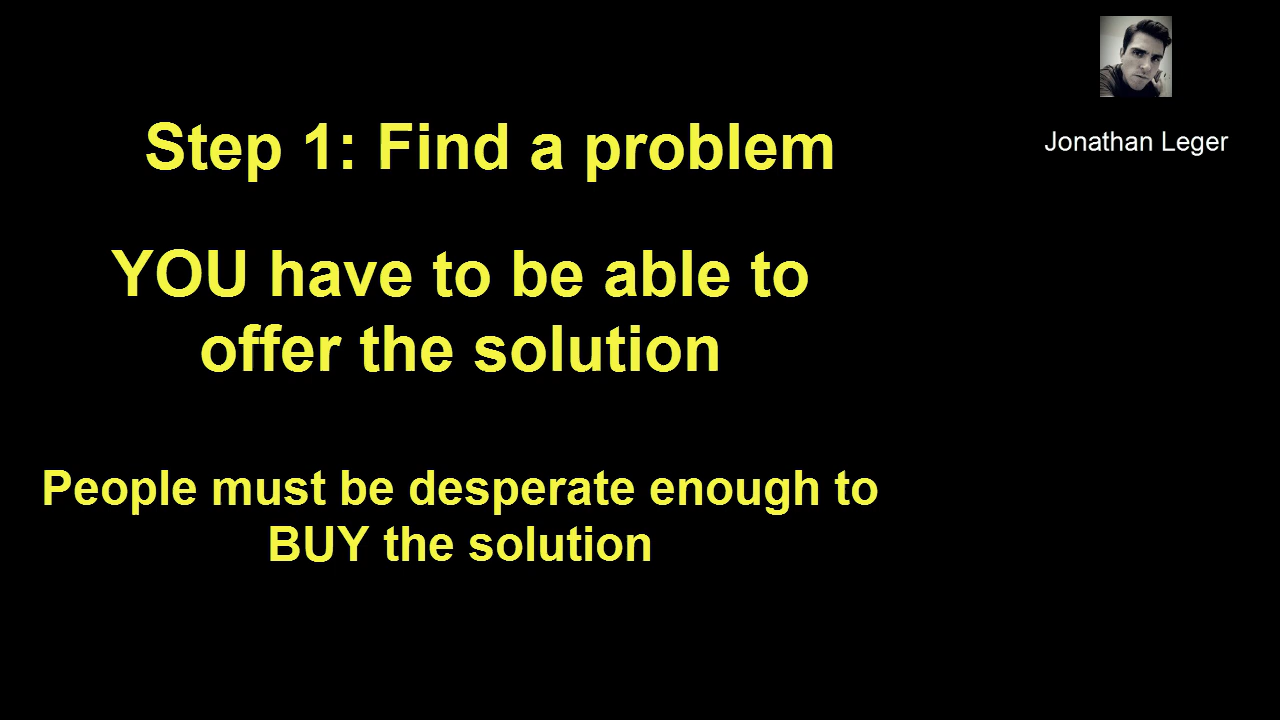 Step 1: Find a problem
Jonathan Leger
YOU have to be able to
offer the solution
People must be desperate enough to
BUY the solution